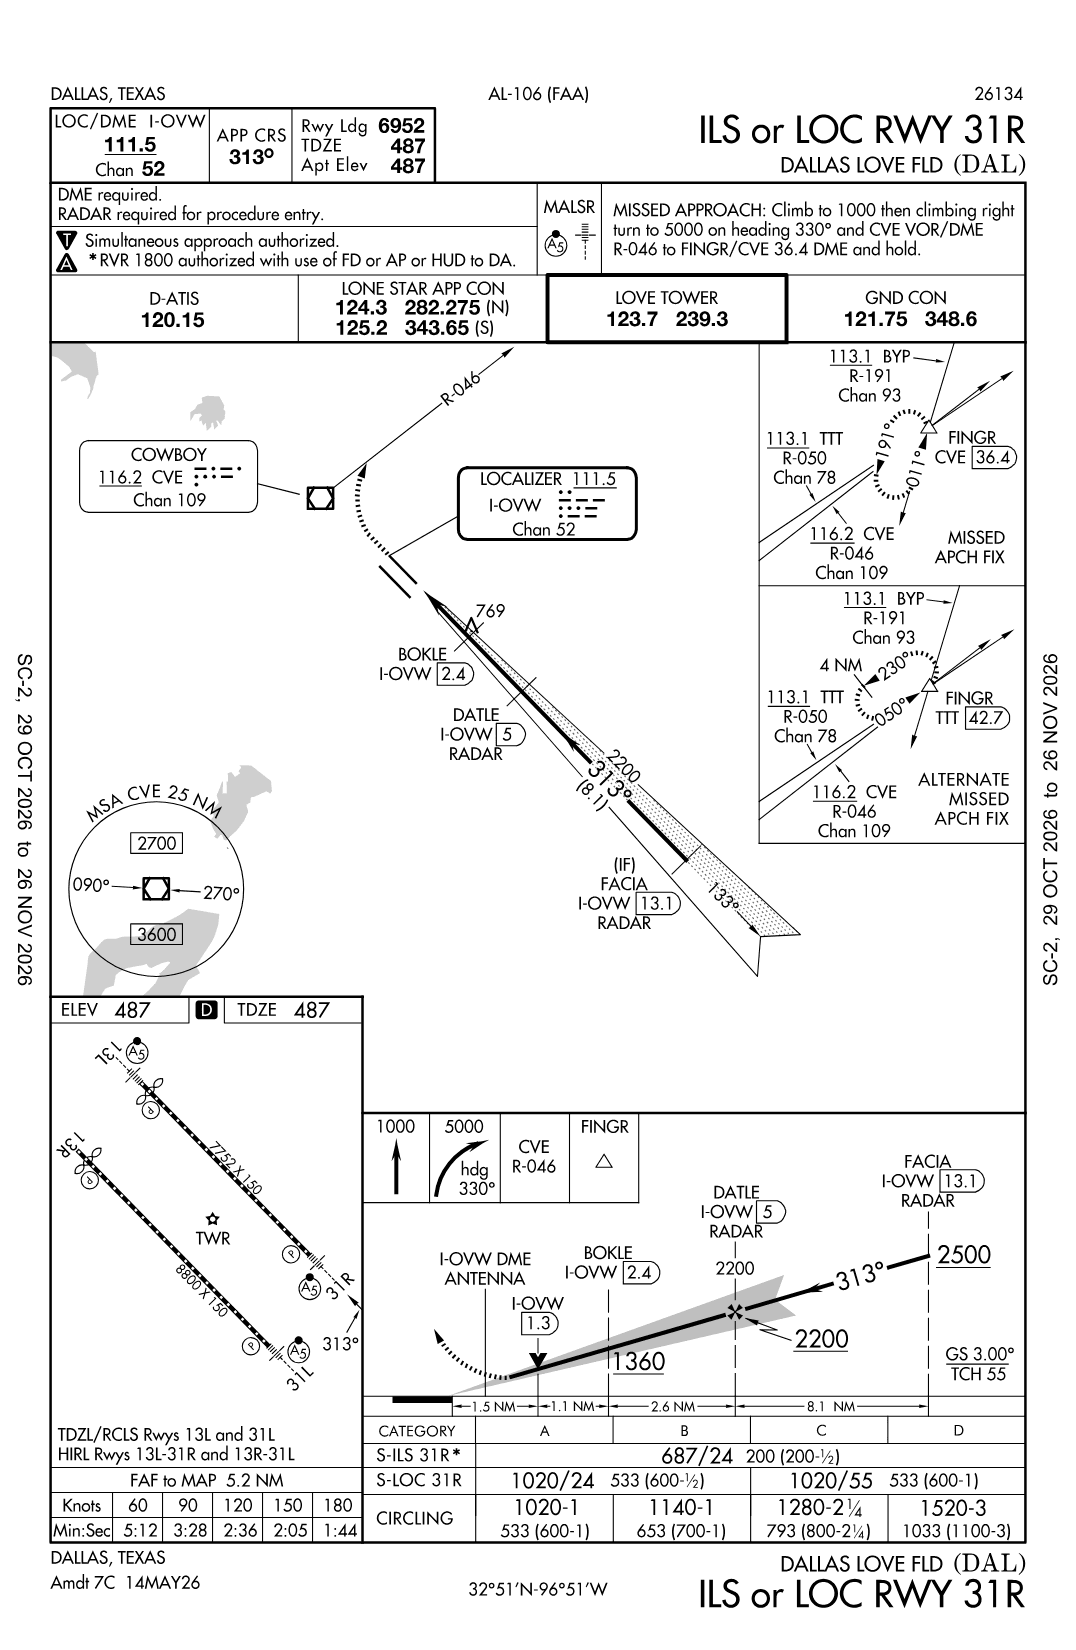 DALLAS, TEXAS
AL-106 (FAA)
26134
LOC/DME I-OVW
111.5
Chan 52
APP CRS
313°
Rwy Ldg 6952
TDZE 487
Apt Elev 487
ILS or LOC RWY 31R
DALLAS LOVE FLD (DAL)
DME required.
RADAR required for procedure entry.
T Simultaneous approach authorized.
A *RVR 1800 authorized with use of FD or AP or HUD to DA.
MALSR
A5
MISSED APPROACH: Climb to 1000 then climbing right
turn to 5000 on heading 330° and CVE VOR/DME
R-046 to FINGR/CVE 36.4 DME and hold.
D-ATIS
120.15
LONE STAR APP CON
124.3 282.275 (N)
125.2 343.65 (S)
LOVE TOWER
123.7 239.3
GND CON
121.75 348.6
R-046
COWBOY
116.2 CVE
Chan 109
LOCALIZER 111.5
I-OVW
Chan 52
113.1 BYP
R-191
Chan 93
113.1 TTT
R-050
Chan 78
191°
011°
FINGR
CVE 36.4
116.2 CVE
R-046
Chan 109
MISSED
APCH FIX
113.1 BYP
R-191
Chan 93
4 NM
230°
050°
113.1 TTT
R-050
Chan 78
FINGR
TTT 42.7
116.2 CVE
R-046
Chan 109
ALTERNATE
MISSED
APCH FIX
769
BOKLE
I-OVW 2.4
DATLE
I-OVW 5
RADAR
2200
313°
(8.1)
(IF)
FACIA
I-OVW 13.1
RADAR
133°
MSA CVE 25 NM
2700
090°
270°
3600
SC-2, 29 OCT 2026 to 26 NOV 2026
SC-2, 29 OCT 2026 to 26 NOV 2026
ELEV 487
D
TDZE 487
13L
A5
P
13R
P
7752 X 150
TWR
8800 X 150
P
A5
31R
P
A5
31L
313°
TDZL/RCLS Rwys 13L and 31L
HIRL Rwys 13L-31R and 13R-31L
FAF to MAP 5.2 NM
Knots 60 90 120 150 180
Min:Sec 5:12 3:28 2:36 2:05 1:44
1000
5000
hdg
330°
CVE
R-046
FINGR
I-OVW DME
ANTENNA
I-OVW
1.3
BOKLE
I-OVW 2.4
DATLE
I-OVW 5
RADAR
2200
FACIA
I-OVW 13.1
RADAR
2500
313°
2200
1360
GS 3.00°
TCH 55
1.5 NM
1.1 NM
2.6 NM
8.1 NM
CATEGORY A B C D
S-ILS 31R* 687/24 200 (200-½)
S-LOC 31R 1020/24 533 (600-½) 1020/55 533 (600-1)
CIRCLING
1020-1 1140-1 1280-2¼ 1520-3
533 (600-1) 653 (700-1) 793 (800-2¼) 1033 (1100-3)
DALLAS, TEXAS
Amdt 7C 14MAY26
32°51'N-96°51'W
DALLAS LOVE FLD (DAL)
ILS or LOC RWY 31R